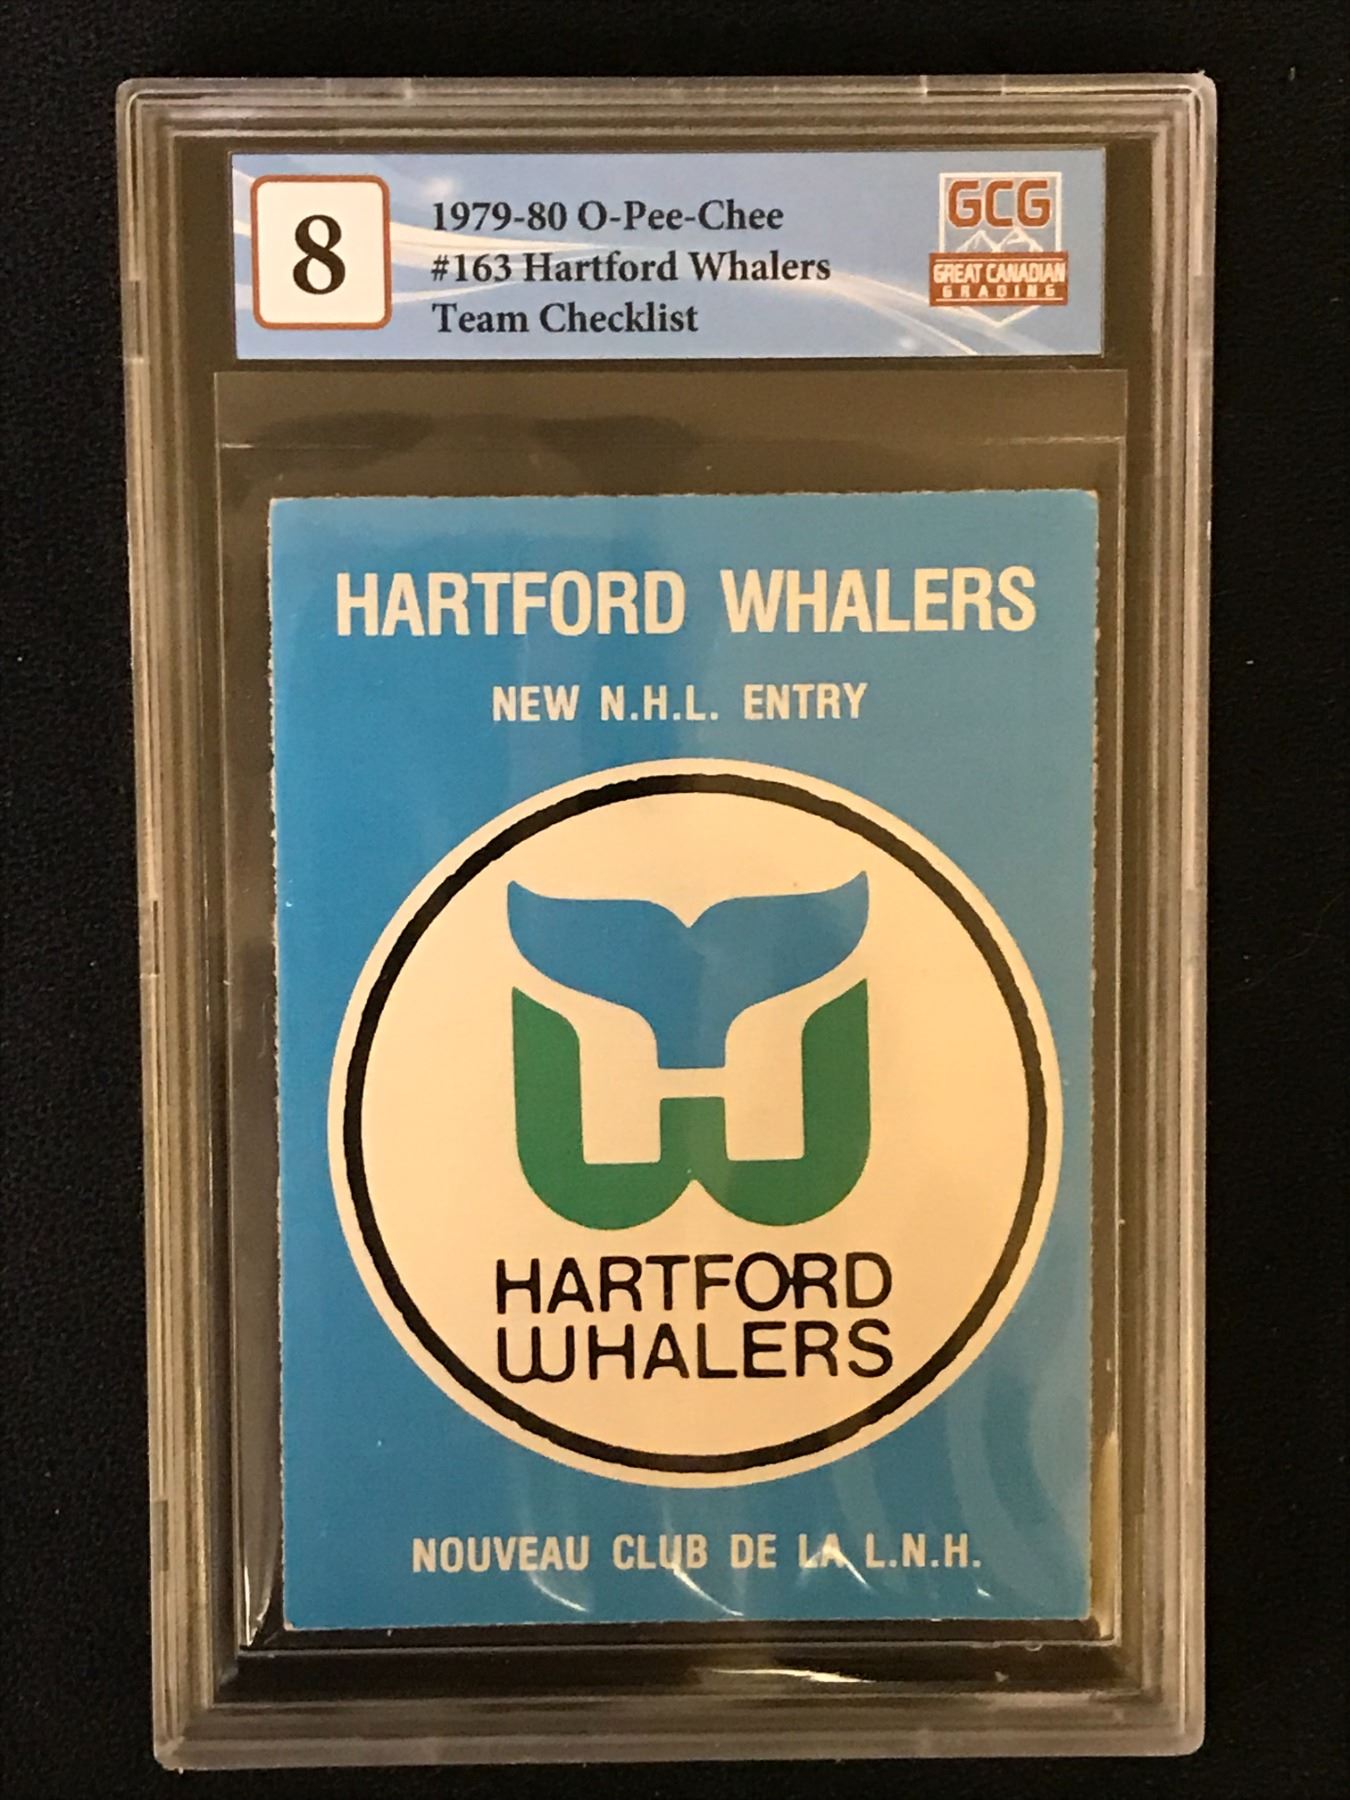 8
1979-80 O-Pee-Chee
#163 Hartford Whalers
Team Checklist
GCG
GREAT CANADIAN
GRADING
HARTFORD WHALERS
NEW N.H.L. ENTRY
HARTFORD
WHALERS
NOUVEAU CLUB DE LA L.N.H.